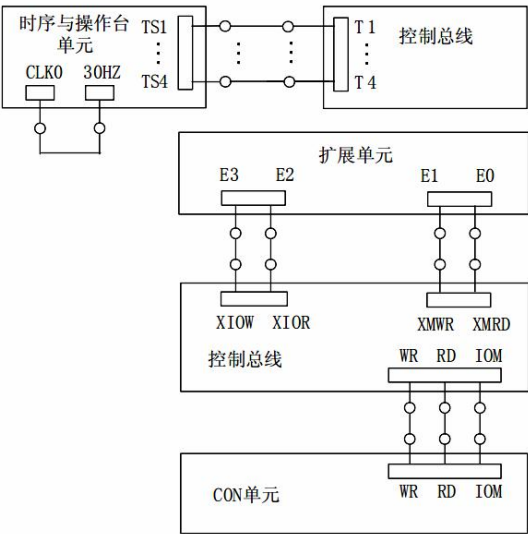 时序与操作台 TS1
单元
TS4
CLK0 30HZ
T1 控制总线
T4
扩展单元
E3 E2 E1 E0
XIOW XIOR XMWR XMRD
控制总线 WR RD IOM
CON单元 WR RD IOM